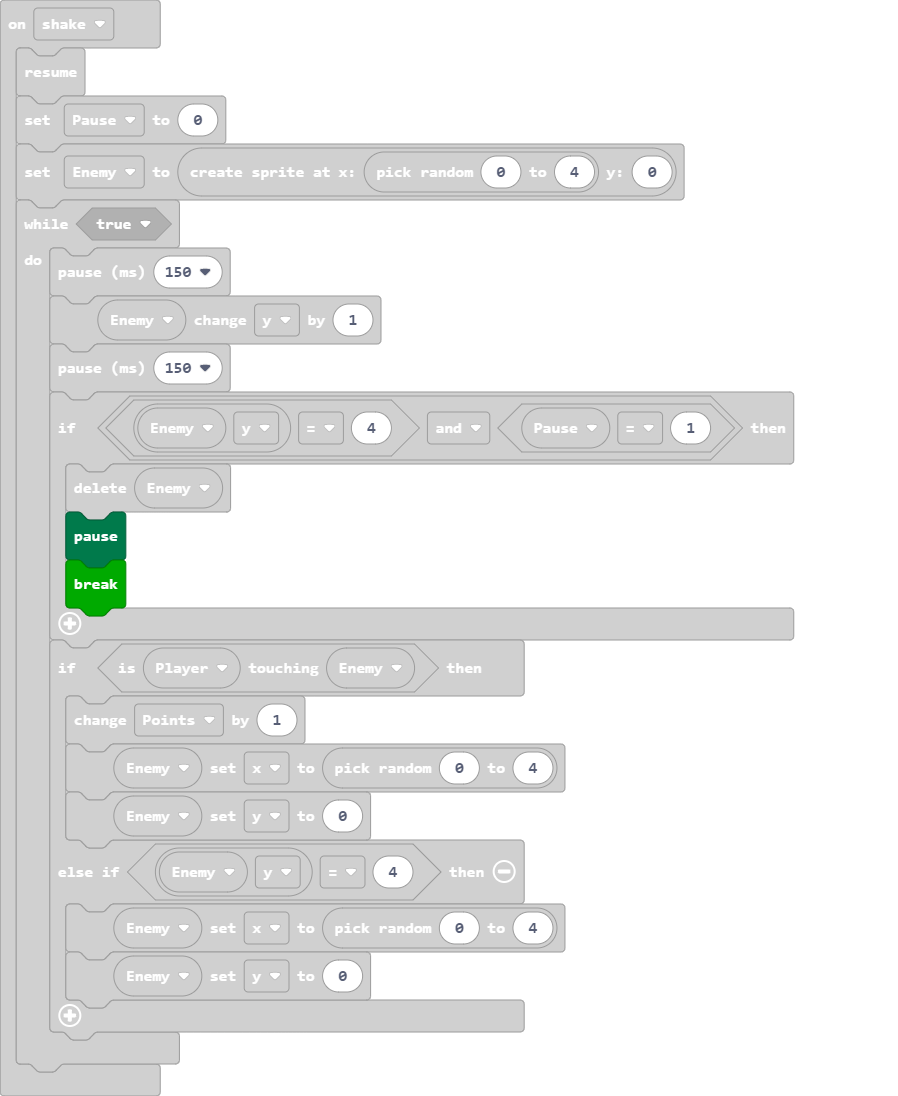 on shake
resume
set Pause to 0
set Enemy to create sprite at x: pick random 0 to 4 y: 0
while true
do
pause (ms) 150
Enemy change y by 1
pause (ms) 150
if Enemy y = 4 and Pause = 1 then
delete Enemy
pause
break
if is Player touching Enemy then
change Points by 1
Enemy set x to pick random 0 to 4
Enemy set y to 0
else if Enemy y = 4 then
Enemy set x to pick random 0 to 4
Enemy set y to 0